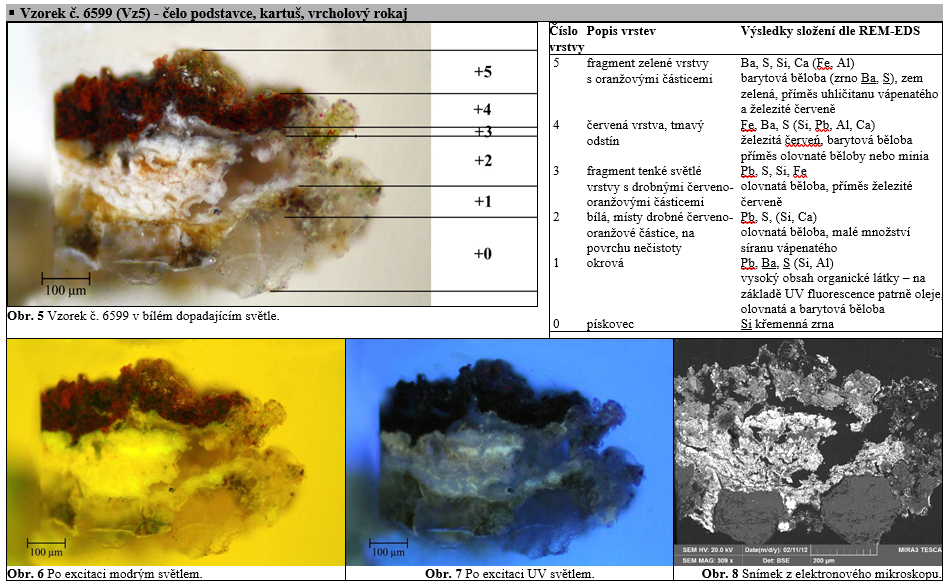 ▪ Vzorek č. 6599 (Vz5) - čelo podstavce, kartuš, vrcholový rokaj
+5
+4
+3
+2
+1
+0
100 μm
Obr. 5 Vzorek č. 6599 v bílém dopadajícím světle.
Číslo vrstvy Popis vrstev Výsledky složení dle REM-EDS
5 fragment zelené vrstvy s oranžovými částicemi Ba, S, Si, Ca (Fe, Al)
barytová běloba (zrno Ba, S), zem
zelená, příměs uhličitanu vápenatého
a železité červeně
4 červená vrstva, tmavý odstín Fe, Ba, S (Si, Pb, Al, Ca)
železitá červeň, barytová běloba
příměs olovnaté běloby nebo minia
3 fragment tenké světlé vrstvy s drobnými červeno-oranžovými částicemi Pb, S, Si, Fe
olovnatá běloba, příměs železité
červeně
2 bílá, místy drobné červeno-oranžové částice, na povrchu nečistoty Pb, S, (Si, Ca)
olovnatá běloba, malé množství
síranu vápenatého
1 okrová Pb, Ba, S (Si, Al)
vysoký obsah organické látky – na
základě UV fluorescence patrně oleje,
olovnatá a barytová běloba
0 pískovec Si křemenná zrna
100 μm
Obr. 6 Po excitaci modrým světlem.
100 μm
Obr. 7 Po excitaci UV světlem.
SEM HV: 20.0 kV Date(m/d/y): 02/11/12 MIRA3 TESCA
SEM MAG: 309 x Det: BSE 200 μm
Obr. 8 Snímek z elektronového mikroskopu.